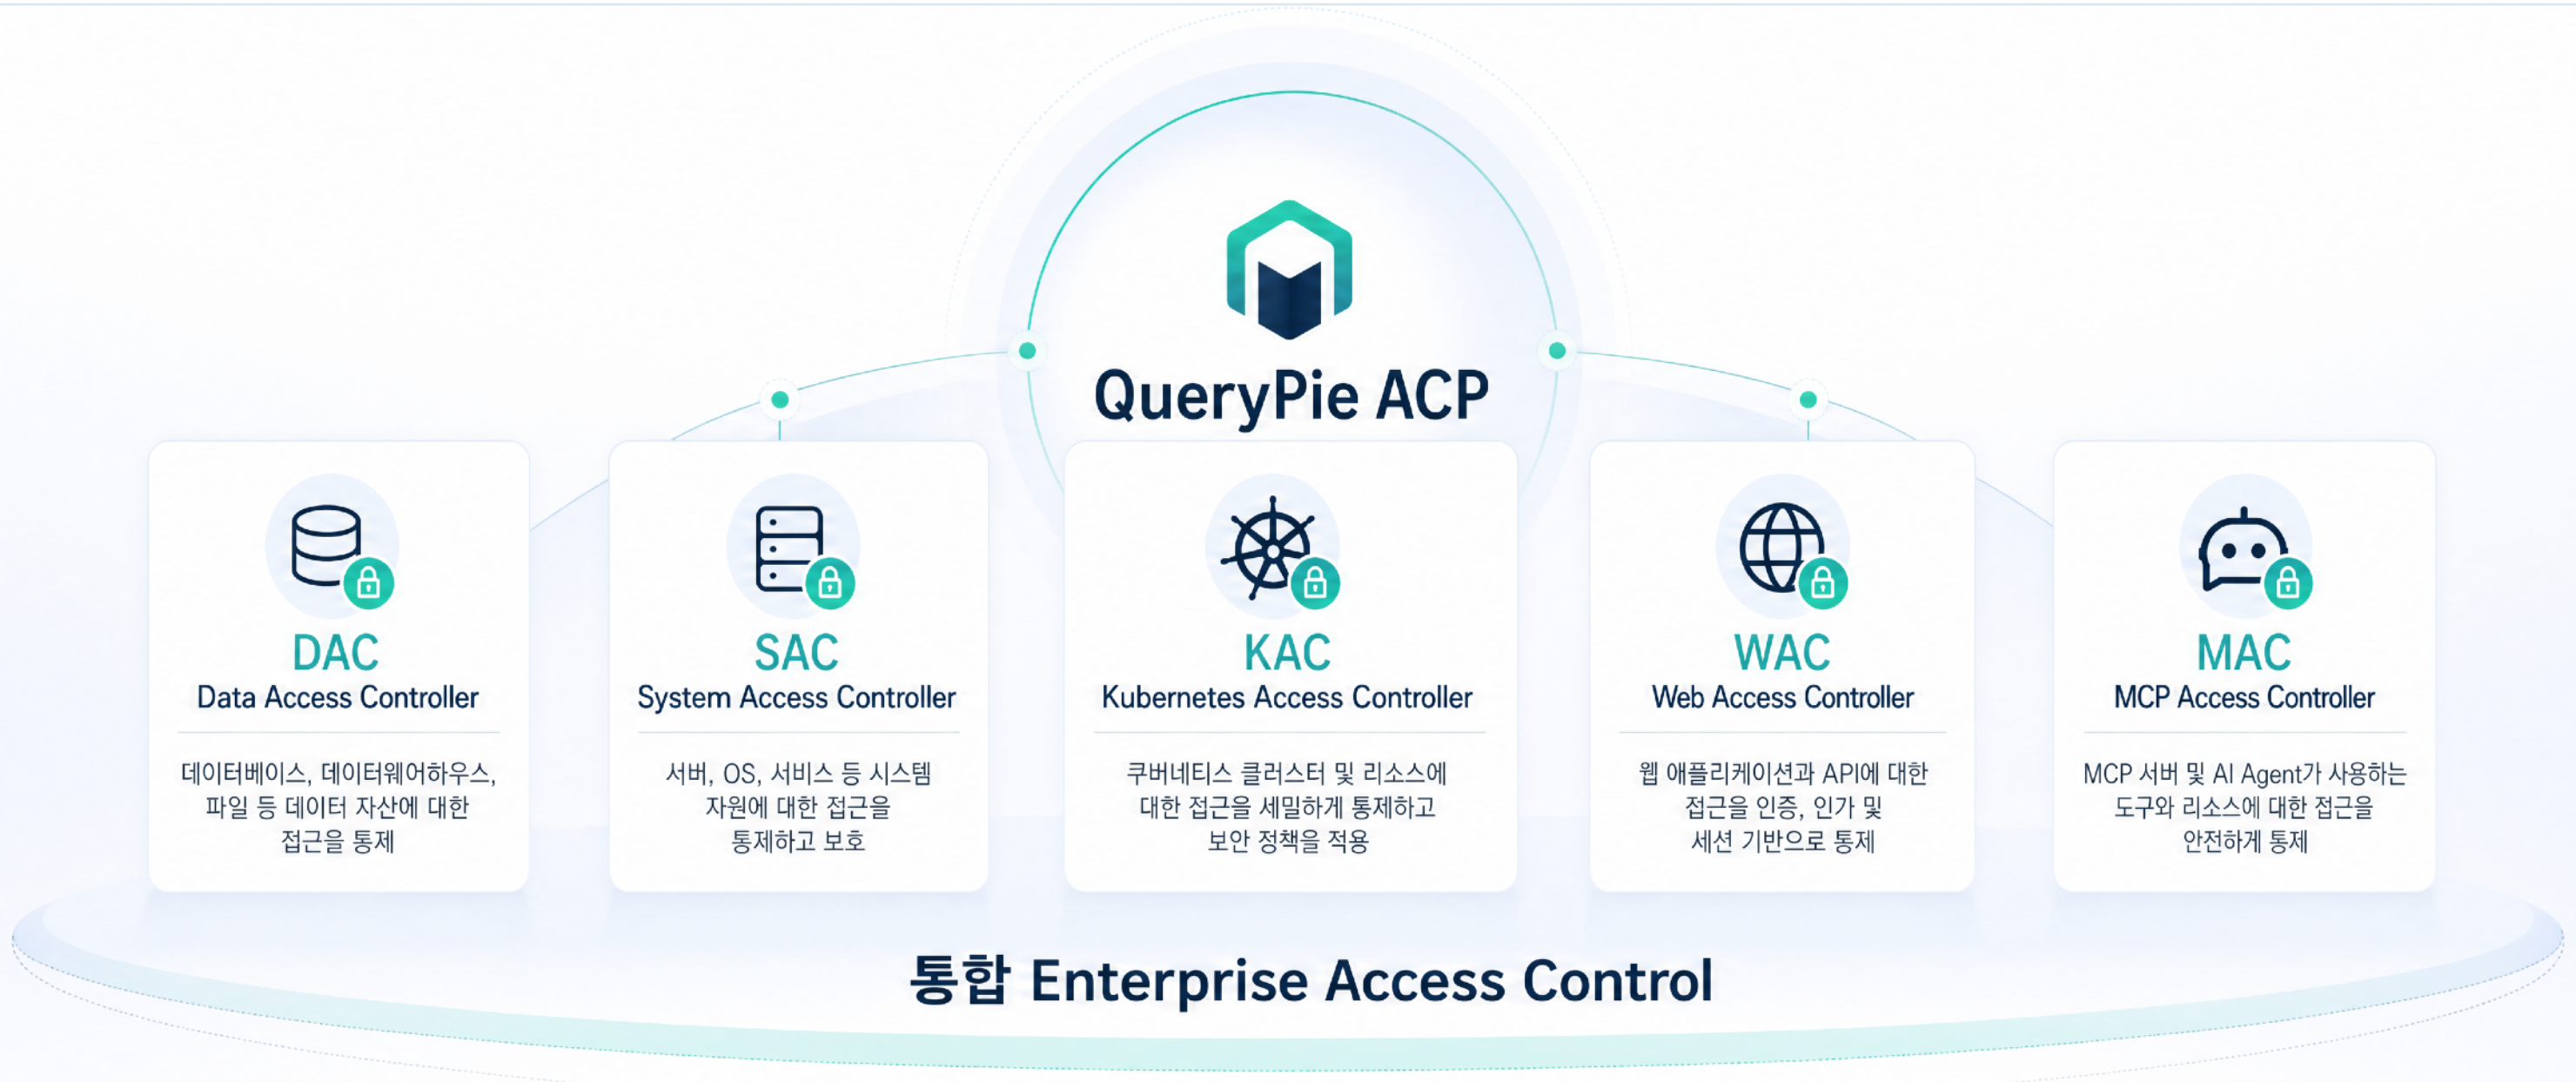 QueryPie ACP
DAC
Data Access Controller
데이터베이스, 데이터웨어하우스,
파일 등 데이터 자산에 대한
접근을 통제
SAC
System Access Controller
서버, OS, 서비스 등 시스템
자원에 대한 접근을
통제하고 보호
KAC
Kubernetes Access Controller
쿠버네티스 클러스터 및 리소스에
대한 접근을 세밀하게 통제하고
보안 정책을 적용
WAC
Web Access Controller
웹 애플리케이션과 API에 대한
접근을 인증, 인가 및
세션 기반으로 통제
MAC
MCP Access Controller
MCP 서버 및 AI Agent가 사용하는
도구와 리소스에 대한 접근을
안전하게 통제
통합 Enterprise Access Control